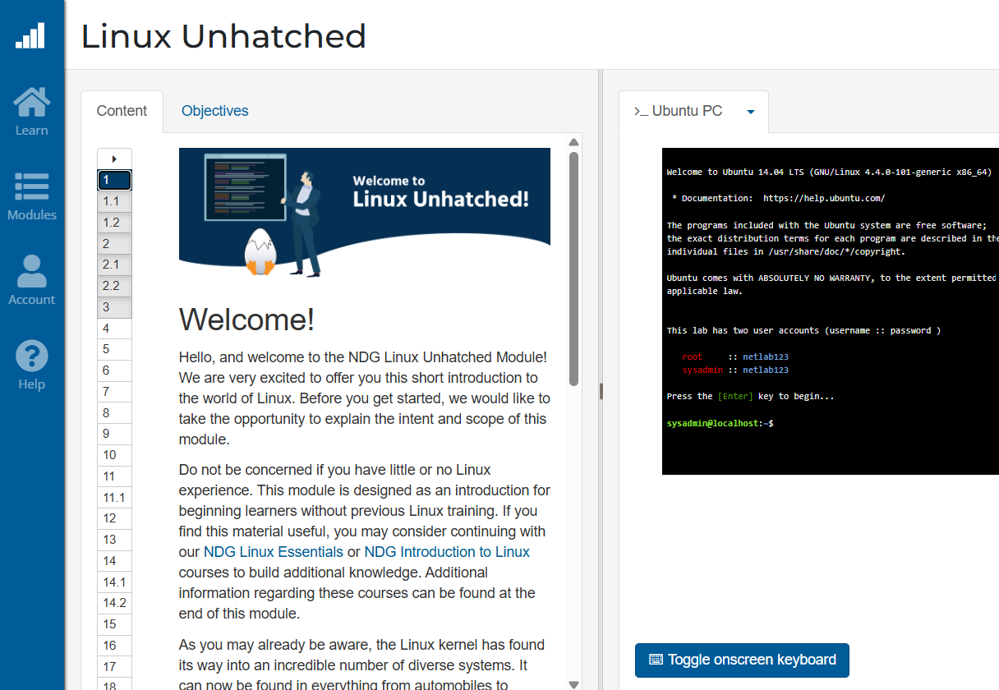 Linux Unhatched
Learn
Modules
Account
Help
Content
Objectives
1
1.1
1.2
2
2.1
2.2
3
4
5
6
7
8
9
10
11
11.1
12
13
14
14.1
14.2
15
16
17
18
Welcome to
Linux Unhatched!
Welcome!
Hello, and welcome to the NDG Linux Unhatched Module!
We are very excited to offer you this short introduction to
the world of Linux. Before you get started, we would like to
take the opportunity to explain the intent and scope of this
module.
Do not be concerned if you have little or no Linux
experience. This module is designed as an introduction for
beginning learners without previous Linux training. If you
find this material useful, you may consider continuing with
our NDG Linux Essentials or NDG Introduction to Linux
courses to build additional knowledge. Additional
information regarding these courses can be found at the
end of this module.
As you may already be aware, the Linux kernel has found
its way into an incredible number of diverse systems. It
can now be found in everything from automobiles to
>_ Ubuntu PC
Welcome to Ubuntu 14.04 LTS (GNU/Linux 4.4.0-101-generic x86_64)
* Documentation:  https://help.ubuntu.com/
The programs included with the Ubuntu system are free software;
the exact distribution terms for each program are described in the
individual files in /usr/share/doc/*/copyright.
Ubuntu comes with ABSOLUTELY NO WARRANTY, to the extent permitted
applicable law.
This lab has two user accounts (username :: password )
root     :: netlab123
sysadmin :: netlab123
Press the [Enter] key to begin...
sysadmin@localhost:~$
Toggle onscreen keyboard